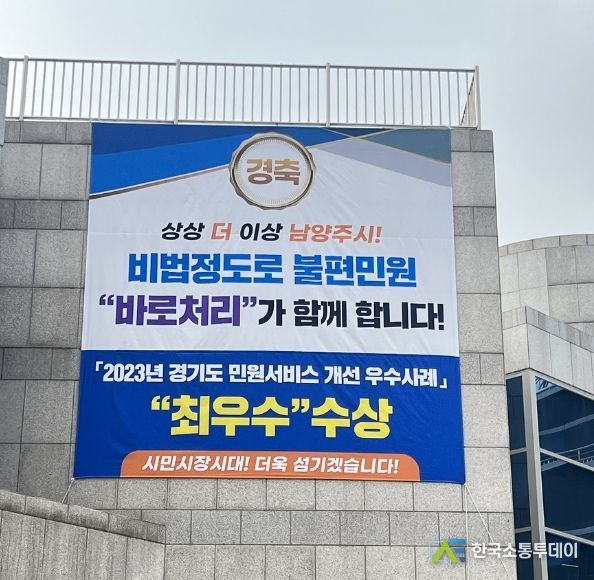 경축
상상 더 이상 남양주시!
비법정도로 불편민원
“바로처리”가 함께 합니다!
「2023년 경기도 민원서비스 개선 우수사례」
“최우수”수상
시민시장시대! 더욱 섬기겠습니다!
한국소통투데이